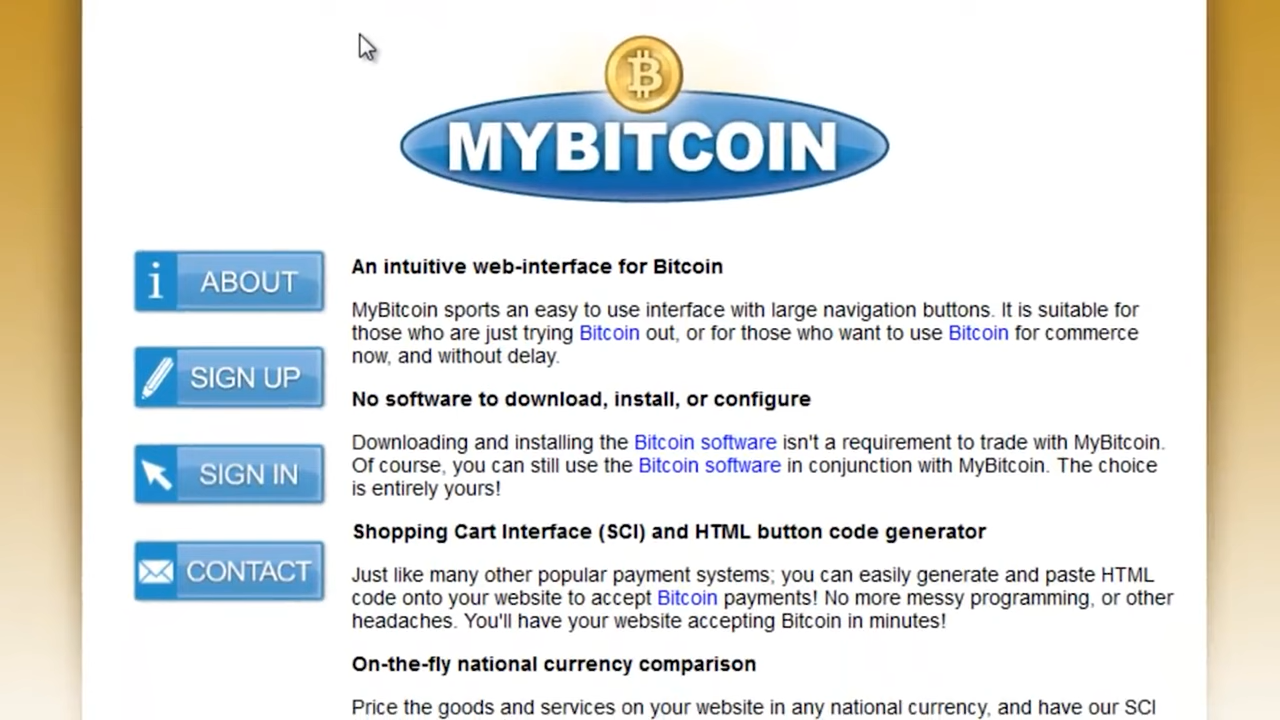 MYBITCOIN
ABOUT
SIGN UP
SIGN IN
CONTACT
An intuitive web-interface for Bitcoin
MyBitcoin sports an easy to use interface with large navigation buttons. It is suitable for
those who are just trying Bitcoin out, or for those who want to use Bitcoin for commerce
now, and without delay.
No software to download, install, or configure
Downloading and installing the Bitcoin software isn't a requirement to trade with MyBitcoin.
Of course, you can still use the Bitcoin software in conjunction with MyBitcoin. The choice
is entirely yours!
Shopping Cart Interface (SCI) and HTML button code generator
Just like many other popular payment systems; you can easily generate and paste HTML
code onto your website to accept Bitcoin payments! No more messy programming, or other
headaches. You'll have your website accepting Bitcoin in minutes!
On-the-fly national currency comparison
Price the goods and services on your website in any national currency, and have our SCI